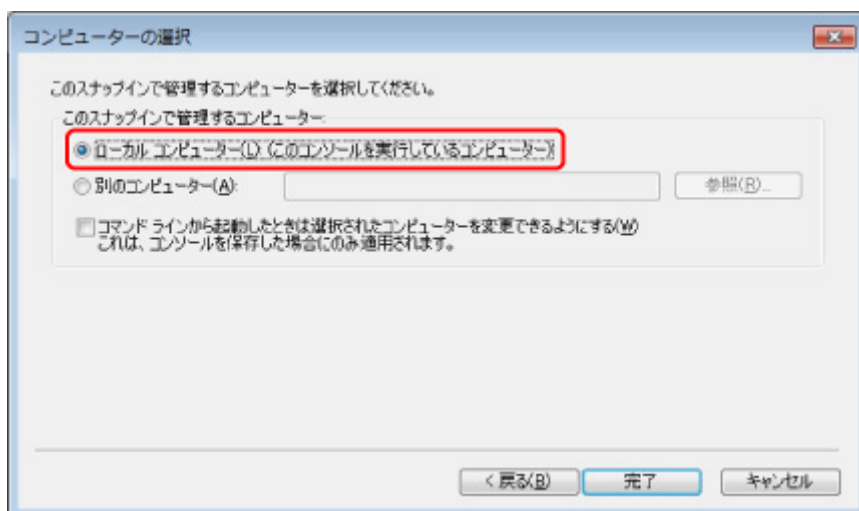 コンピューターの選択
このスナップインで管理するコンピューターを選択してください。
このスナップインで管理するコンピューター:
ローカル コンピューター(L): (このコンソールを実行しているコンピューター)
別のコンピューター(A):
参照(R)...
コマンド ラインから起動したときは選択されたコンピューターを変更できるようにする(W)
これは、コンソールを保存した場合にのみ適用されます。
< 戻る(B)
完了
キャンセル